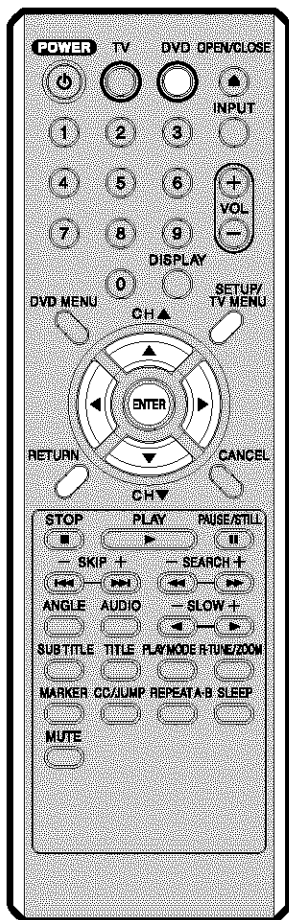 POWER TV DVD OPEN/CLOSE
INPUT
1 2 3
4 5 6 +
VOL
7 8 9 −
DISPLAY
0
DVD MENU SETUP/
TV MENU
CH▲
ENTER
RETURN CANCEL
CH▼
STOP PLAY PAUSE/STILL
− SKIP + − SEARCH +
ANGLE AUDIO − SLOW +
SUB TITLE TITLE PLAY MODE R-TUNE/ZOOM
MARKER CC/JUMP REPEAT A-B SLEEP
MUTE